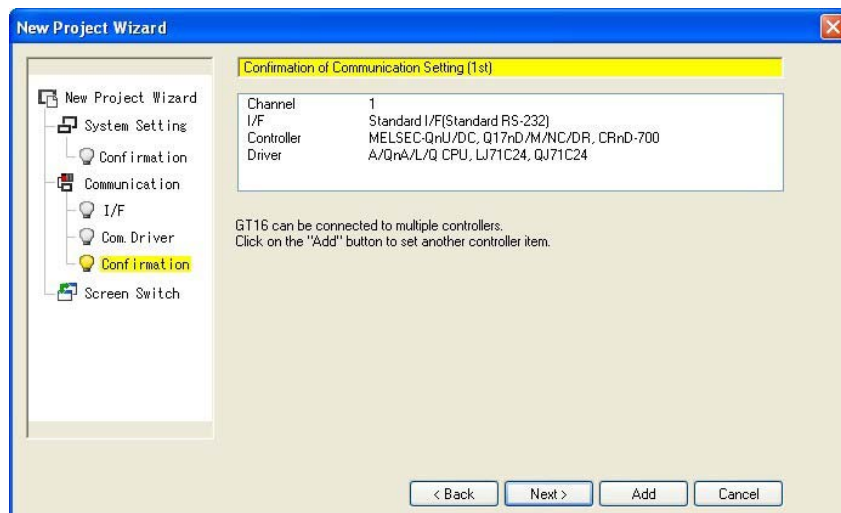 New Project Wizard
New Project Wizard
System Setting
Confirmation
Communication
I/F
Com. Driver
Confirmation
Screen Switch
Confirmation of Communication Setting (1st)
Channel 1
I/F Standard I/F(Standard RS-232)
Controller MELSEC-QnU/DC, Q17nD/M/NC/DR, CRnD-700
Driver A/QnA/L/Q CPU, LJ71C24, QJ71C24
GT16 can be connected to multiple controllers.
Click on the "Add" button to set another controller item.
< Back Next > Add Cancel